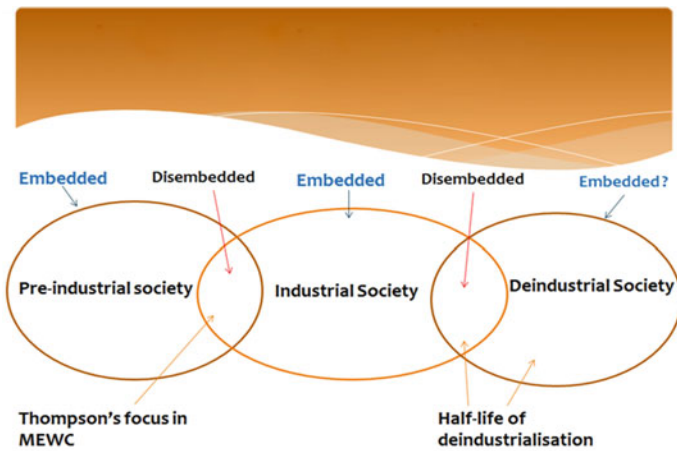 Embedded
Disembedded
Embedded
Disembedded
Embedded?
Pre-industrial society
Industrial Society
Deindustrial Society
Thompson's focus in
MEWC
Half-life of
deindustrialisation